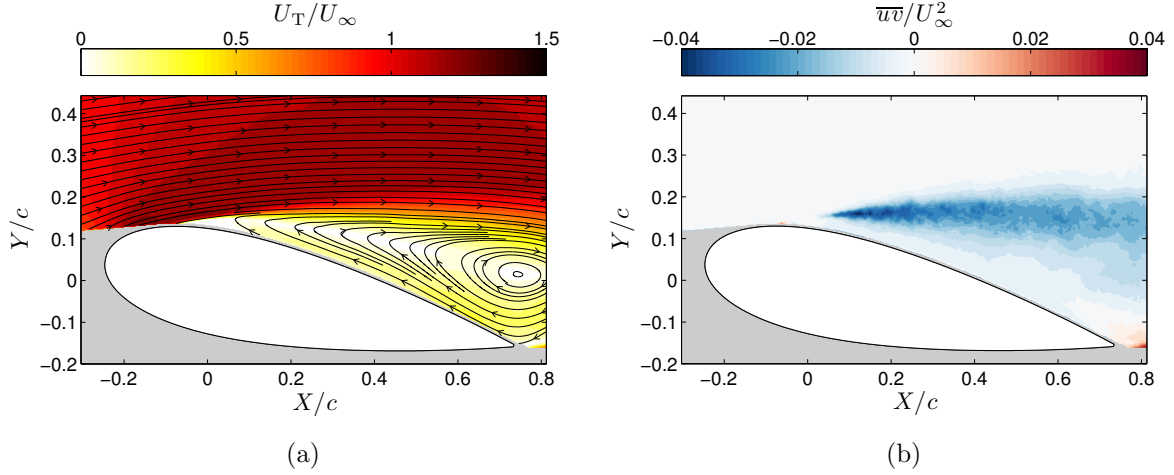 U_T/U_∞
0 0.5 1 1.5
Y/c
0.4
0.3
0.2
0.1
0
−0.1
−0.2
−0.2 0 0.2 0.4 0.6 0.8
X/c
(a)
\overline{uv}/U_∞^2
−0.04 −0.02 0 0.02 0.04
Y/c
0.4
0.3
0.2
0.1
0
−0.1
−0.2
−0.2 0 0.2 0.4 0.6 0.8
X/c
(b)